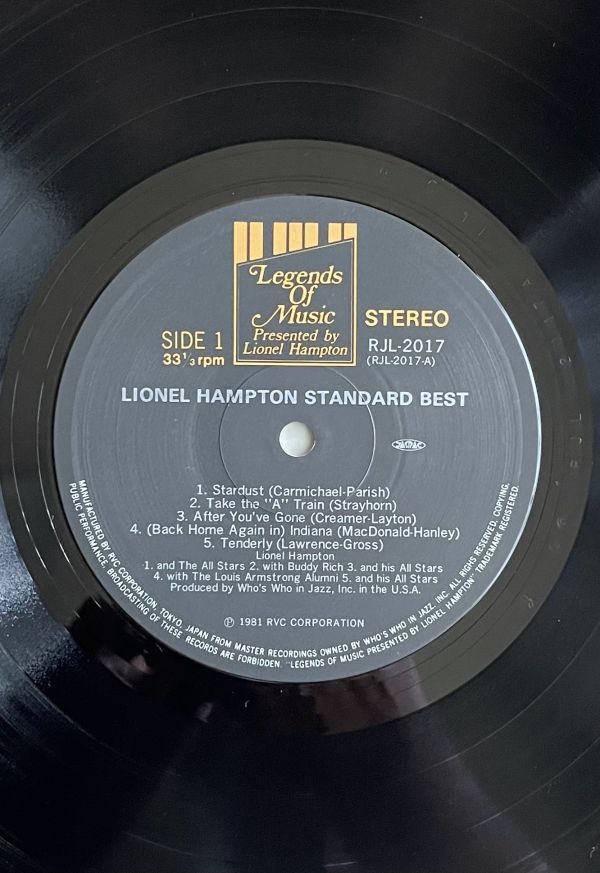 Legends
Of
Music
Presented by
Lionel Hampton
SIDE 1
33 1/3 rpm
STEREO
RJL-2017
(RJL-2017-A)
LIONEL HAMPTON STANDARD BEST
JASRAC
1. Stardust (Carmichael-Parish)
2. Take the "A" Train (Strayhorn)
3. After You've Gone (Creamer-Layton)
4. (Back Home Again in) Indiana (MacDonald-Hanley)
5. Tenderly (Lawrence-Gross)
Lionel Hampton
1. and The All Stars 2. with Buddy Rich 3. and his All Stars
4. with The Louis Armstrong Alumni 5. and his All Stars
Produced by Who's Who in Jazz, Inc. in the U.S.A.
Ⓟ 1981 RVC CORPORATION
MANUFACTURED BY RVC CORPORATION, TOKYO, JAPAN FROM MASTER RECORDINGS OWNED BY WHO'S WHO IN JAZZ, INC. ALL RIGHTS RESERVED, COPYING,
PUBLIC PERFORMANCE, BROADCASTING OF THESE RECORDS ARE FORBIDDEN. "LEGENDS OF MUSIC PRESENTED BY LIONEL HAMPTON" TRADEMARK REGISTERED.